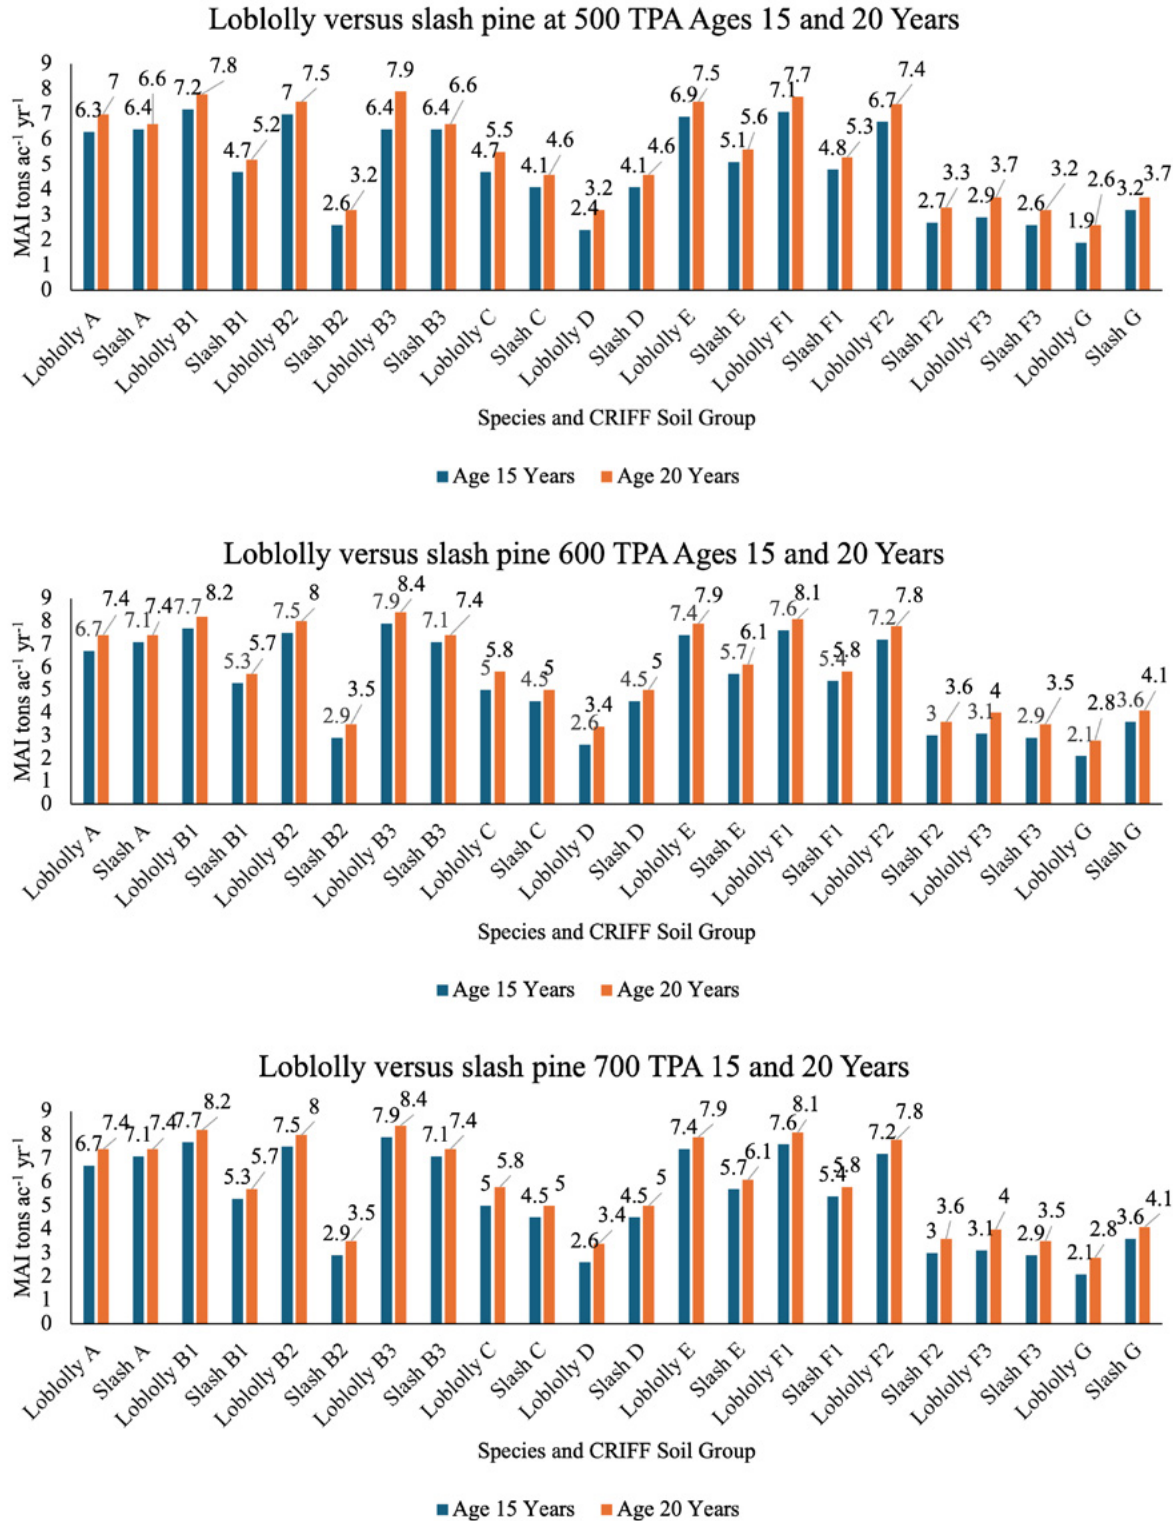 Loblolly versus slash pine at 500 TPA Ages 15 and 20 Years
MAI tons ac⁻¹ yr⁻¹
9
8
7
6
5
4
3
2
1
0
6.3 7 6.4 6.6 7.2 7.8 4.7 5.2 7 7.5 2.6 3.2 6.4 7.9 6.4 6.6 4.7 5.5 4.1 4.6 2.4 3.2 4.1 4.6 6.9 7.5 5.1 5.6 7.1 7.7 4.8 5.3 6.7 7.4 2.7 3.3 2.9 3.7 2.6 3.2 1.9 2.6 3.2 3.7
Loblolly A Slash A Loblolly B1 Slash B1 Loblolly B2 Slash B2 Loblolly B3 Slash B3 Loblolly C Slash C Loblolly D Slash D Loblolly E Slash E Loblolly F1 Slash F1 Loblolly F2 Slash F2 Loblolly F3 Slash F3 Loblolly G Slash G
Species and CRIFF Soil Group
Age 15 Years Age 20 Years
Loblolly versus slash pine 600 TPA Ages 15 and 20 Years
MAI tons ac⁻¹ yr⁻¹
9
8
7
6
5
4
3
2
1
0
6.7 7.4 7.1 7.4 7.7 8.2 5.3 5.7 7.5 8 2.9 3.5 7.9 8.4 7.1 7.4 5 5.8 4.5 5 2.6 3.4 4.5 5 7.4 7.9 5.7 6.1 7.6 8.1 5.4 5.8 7.2 7.8 3 3.6 3.1 4 2.9 3.5 2.1 2.8 3.6 4.1
Loblolly A Slash A Loblolly B1 Slash B1 Loblolly B2 Slash B2 Loblolly B3 Slash B3 Loblolly C Slash C Loblolly D Slash D Loblolly E Slash E Loblolly F1 Slash F1 Loblolly F2 Slash F2 Loblolly F3 Slash F3 Loblolly G Slash G
Species and CRIFF Soil Group
Age 15 Years Age 20 Years
Loblolly versus slash pine 700 TPA 15 and 20 Years
MAI tons ac⁻¹ yr⁻¹
9
8
7
6
5
4
3
2
1
0
6.7 7.4 7.1 7.4 7.7 8.2 5.3 5.7 7.5 8 2.9 3.5 7.9 8.4 7.1 7.4 5 5.8 4.5 5 2.6 3.4 4.5 5 7.4 7.9 5.7 6.1 7.6 8.1 5.4 5.8 7.2 7.8 3 3.6 3.1 4 2.9 3.5 2.1 2.8 3.6 4.1
Loblolly A Slash A Loblolly B1 Slash B1 Loblolly B2 Slash B2 Loblolly B3 Slash B3 Loblolly C Slash C Loblolly D Slash D Loblolly E Slash E Loblolly F1 Slash F1 Loblolly F2 Slash F2 Loblolly F3 Slash F3 Loblolly G Slash G
Species and CRIFF Soil Group
Age 15 Years Age 20 Years